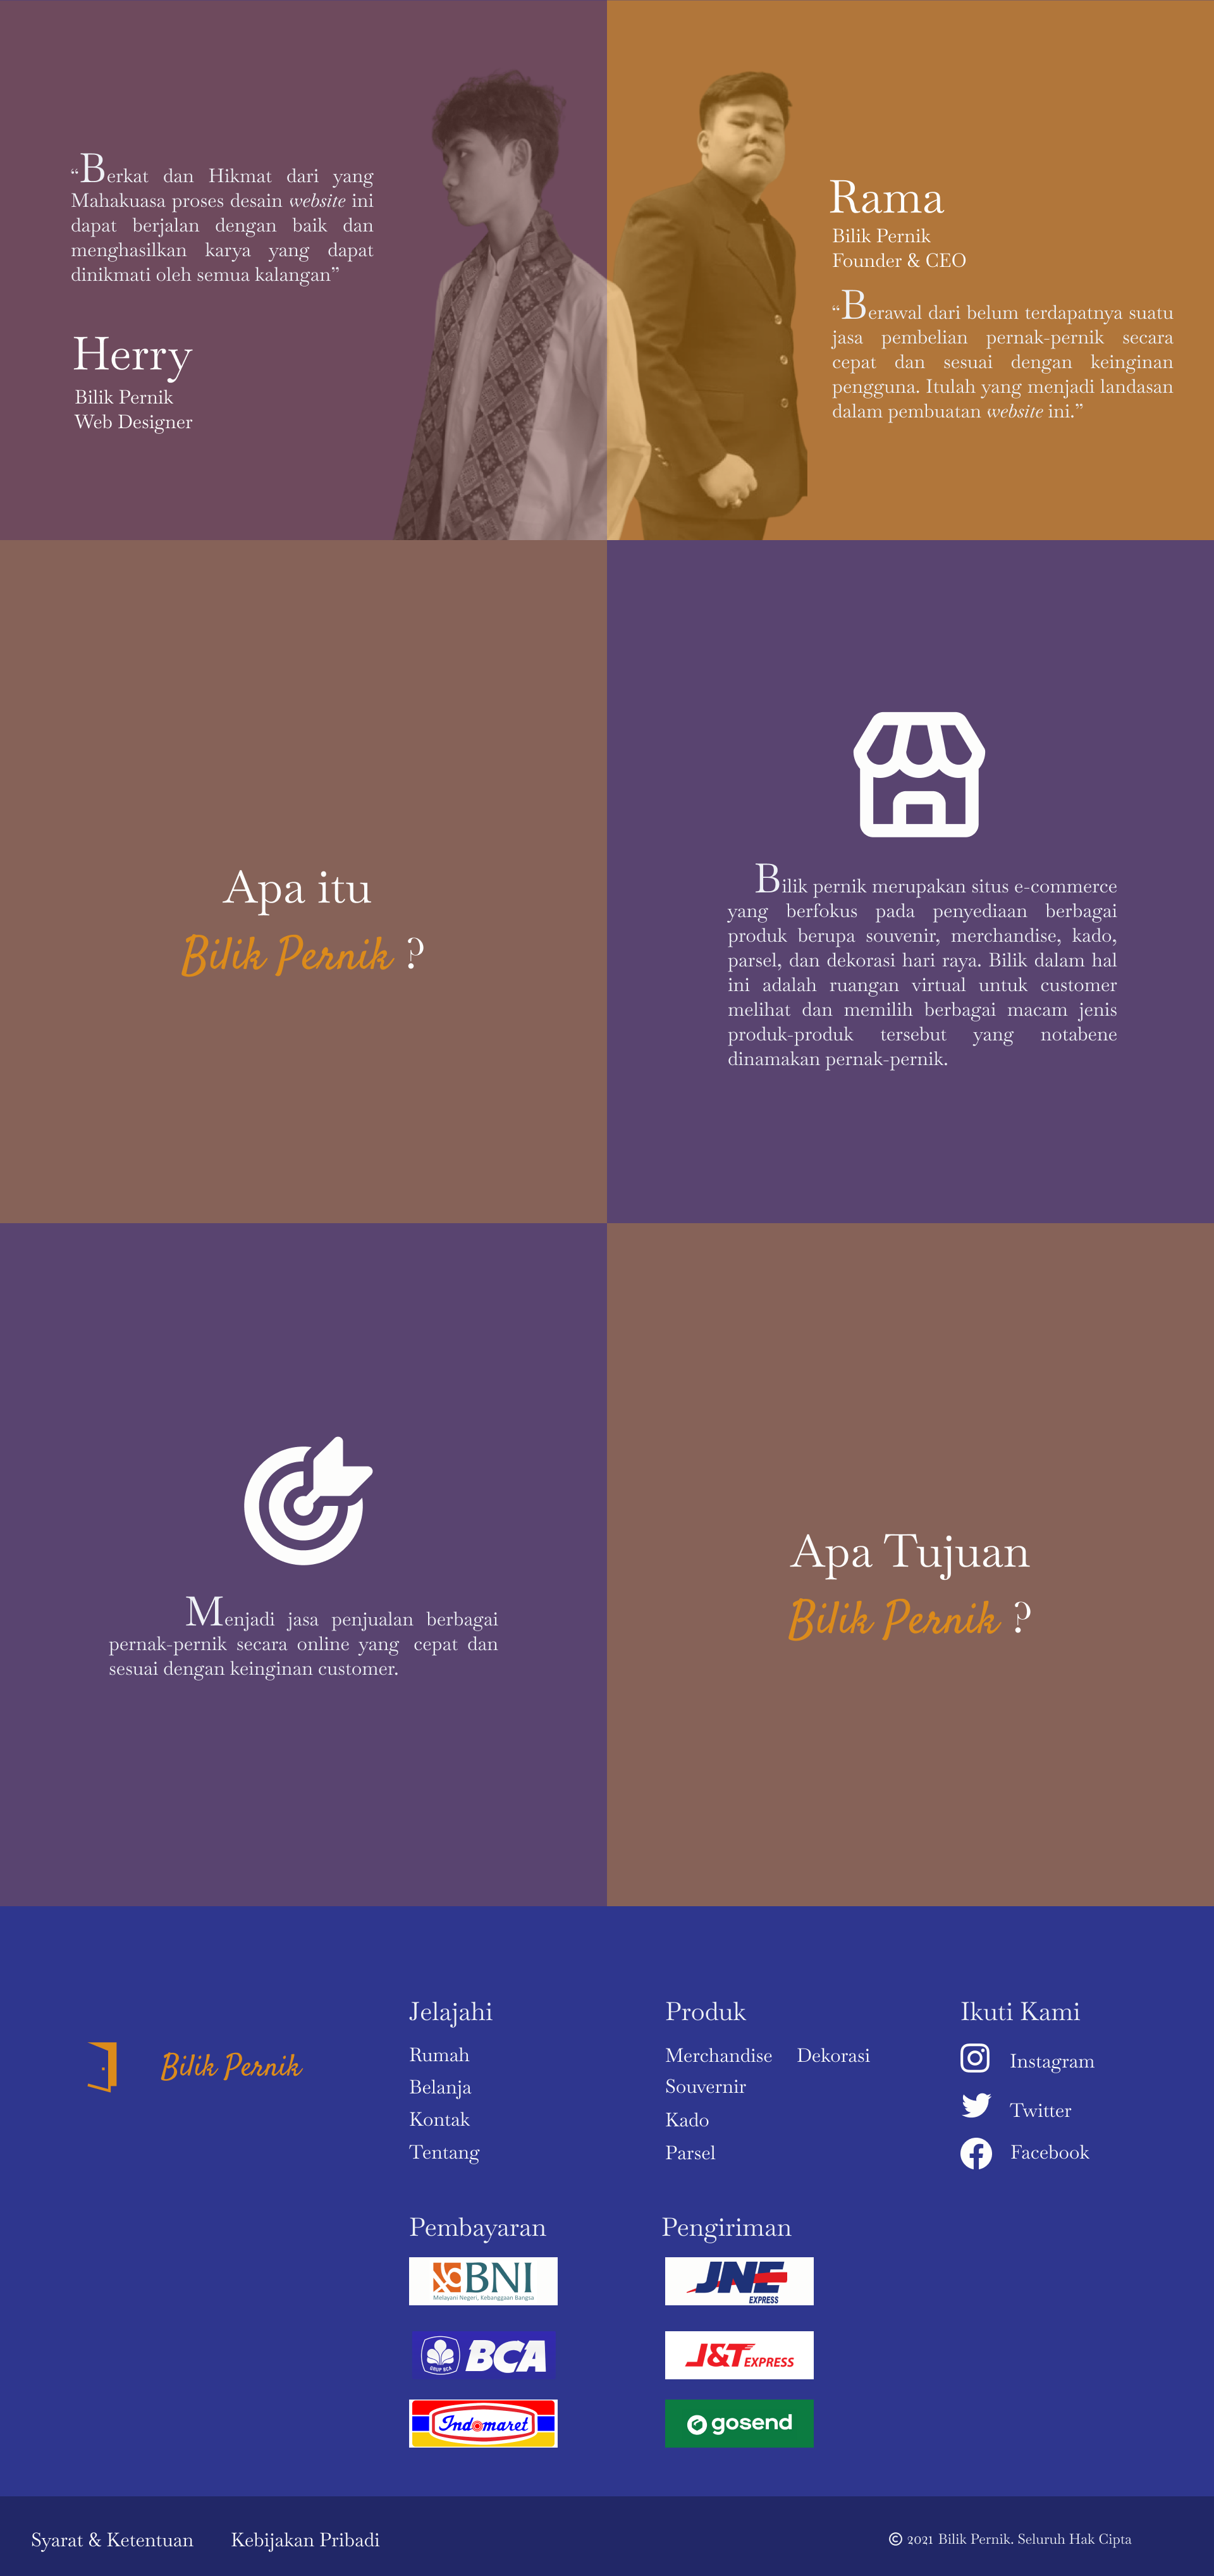 “Berkat dan Hikmat dari yang
Mahakuasa proses desain website ini
dapat berjalan dengan baik dan
menghasilkan karya yang dapat
dinikmati oleh semua kalangan”
Herry
Bilik Pernik
Web Designer
Rama
Bilik Pernik
Founder & CEO
“Berawal dari belum terdapatnya suatu
jasa pembelian pernak-pernik secara
cepat dan sesuai dengan keinginan
pengguna. Itulah yang menjadi landasan
dalam pembuatan website ini.”
Apa itu
Bilik Pernik ?
Bilik pernik merupakan situs e-commerce
yang berfokus pada penyediaan berbagai
produk berupa souvenir, merchandise, kado,
parsel, dan dekorasi hari raya. Bilik dalam hal
ini adalah ruangan virtual untuk customer
melihat dan memilih berbagai macam jenis
produk-produk tersebut yang notabene
dinamakan pernak-pernik.
Menjadi jasa penjualan berbagai
pernak-pernik secara online yang cepat dan
sesuai dengan keinginan customer.
Apa Tujuan
Bilik Pernik ?
Bilik Pernik
Jelajahi
Rumah
Belanja
Kontak
Tentang
Produk
Merchandise Dekorasi
Souvernir
Kado
Parsel
Ikuti Kami
Instagram
Twitter
Facebook
Pembayaran
BNI
Melayani Negeri, Kebanggaan Bangsa
GRUP BCA
BCA
Indomaret
Pengiriman
JNE
EXPRESS
J&T EXPRESS
gosend
Syarat & Ketentuan
Kebijakan Pribadi
© 2021 Bilik Pernik. Seluruh Hak Cipta